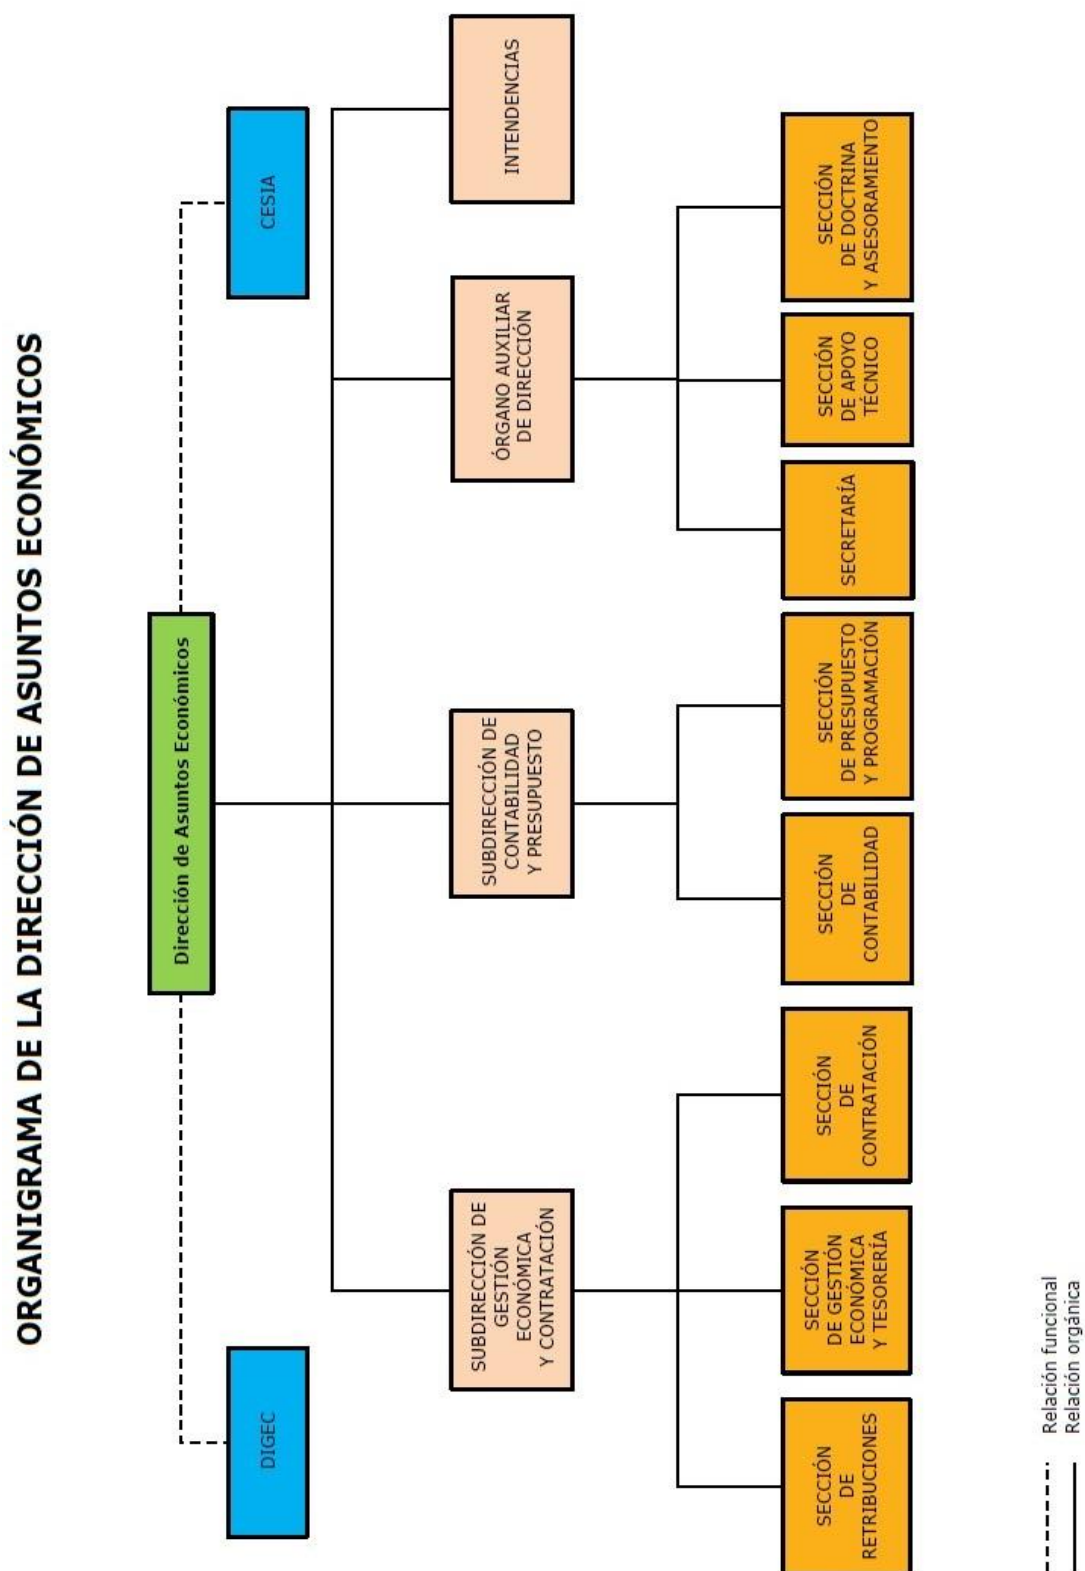 ORGANIGRAMA DE LA DIRECCIÓN DE ASUNTOS ECONÓMICOS
Dirección de Asuntos Económicos
DIGEC
CESIA
SUBDIRECCIÓN DE
GESTIÓN
ECONÓMICA
Y CONTRATACIÓN
SUBDIRECCIÓN DE
CONTABILIDAD
Y PRESUPUESTO
ÓRGANO AUXILIAR
DE DIRECCIÓN
INTENDENCIAS
SECCIÓN
DE
RETRIBUCIONES
SECCIÓN
DE GESTIÓN
ECONÓMICA
Y TESORERÍA
SECCIÓN
DE
CONTRATACIÓN
SECCIÓN
DE
CONTABILIDAD
SECCIÓN
DE PRESUPUESTO
Y PROGRAMACIÓN
SECRETARÍA
SECCIÓN
DE APOYO
TÉCNICO
SECCIÓN
DE DOCTRINA
Y ASESORAMIENTO
Relación funcional
Relación orgánica